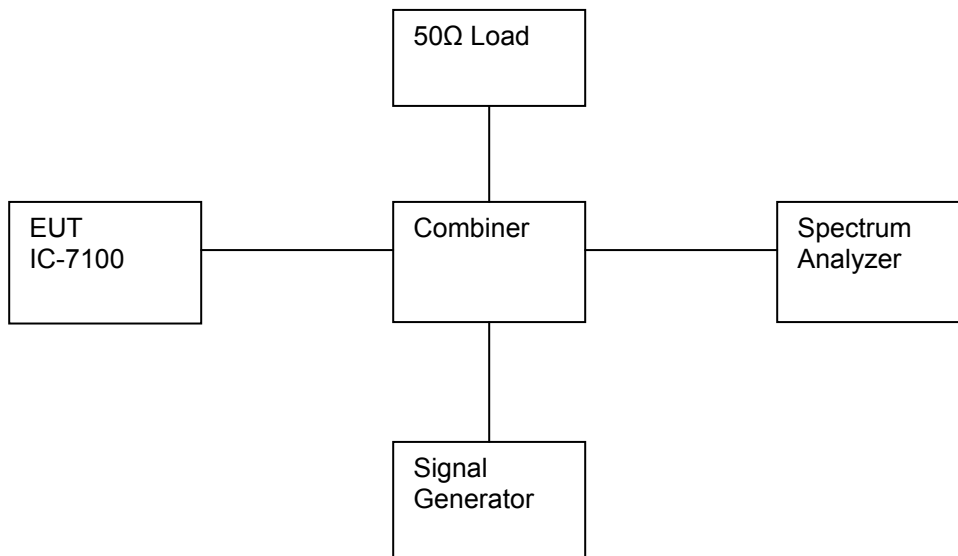 50Ω Load
EUT
IC-7100
Combiner
Spectrum
Analyzer
Signal
Generator